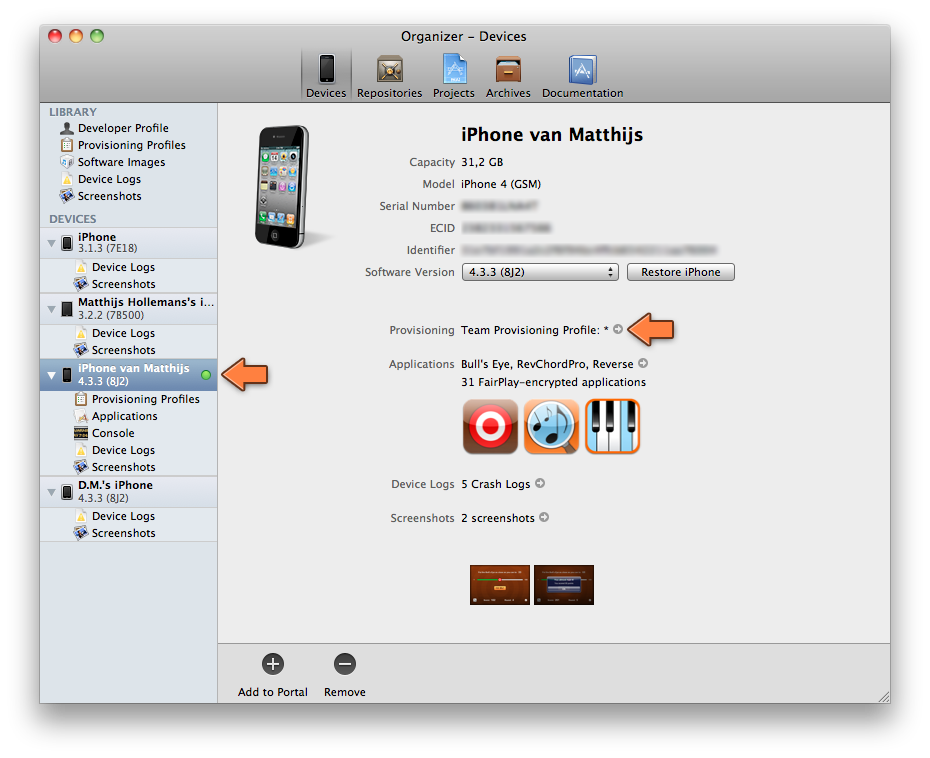 Organizer – Devices
Devices Repositories Projects Archives Documentation
LIBRARY
Developer Profile
Provisioning Profiles
Software Images
Device Logs
Screenshots
DEVICES
iPhone
3.1.3 (7E18)
Device Logs
Screenshots
Matthijs Hollemans's i...
3.2.2 (7B500)
Device Logs
Screenshots
iPhone van Matthijs
4.3.3 (8J2)
Provisioning Profiles
Applications
Console
Device Logs
Screenshots
D.M.'s iPhone
4.3.3 (8J2)
Device Logs
Screenshots
iPhone van Matthijs
Capacity 31,2 GB
Model iPhone 4 (GSM)
Serial Number
ECID
Identifier
Software Version 4.3.3 (8J2) Restore iPhone
Provisioning Team Provisioning Profile: *
Applications Bull's Eye, RevChordPro, Reverse
31 FairPlay-encrypted applications
Device Logs 5 Crash Logs
Screenshots 2 screenshots
Add to Portal Remove